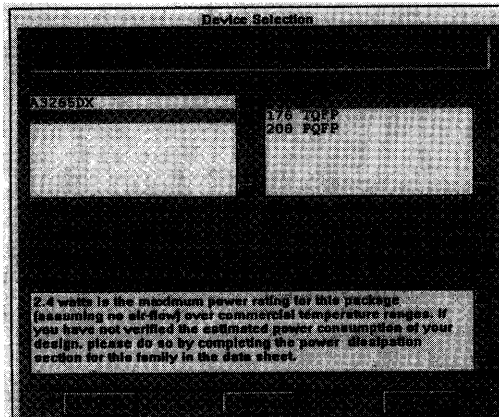 Device Selection
A3265DX
176 TQFP
208 PQFP
2.4 watts is the maximum power rating for this package
(assuming no air-flow) over commercial temperature ranges. If
you have not verified the estimated power consumption of your
design, please do so by completing the power dissipation
section for this family in the data sheet.